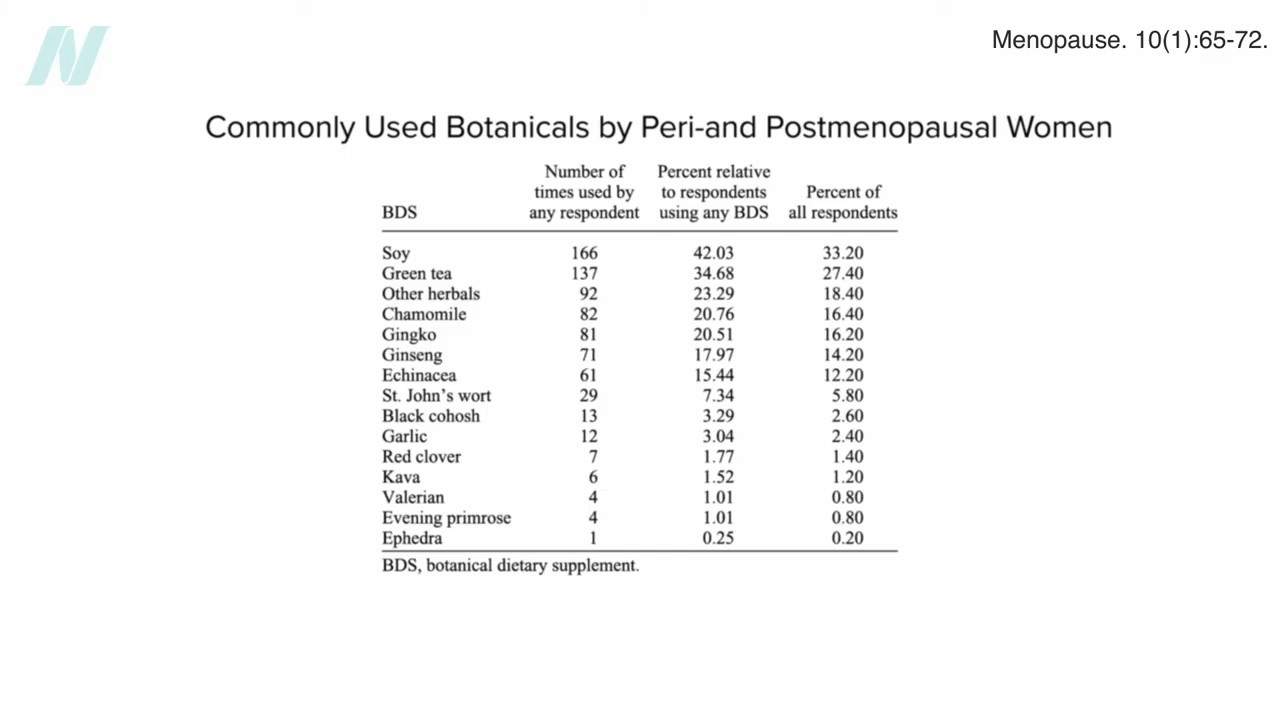 Menopause. 10(1):65-72.
Commonly Used Botanicals by Peri-and Postmenopausal Women
BDS Number of times used by any respondent Percent relative to respondents using any BDS Percent of all respondents
Soy 166 42.03 33.20
Green tea 137 34.68 27.40
Other herbals 92 23.29 18.40
Chamomile 82 20.76 16.40
Gingko 81 20.51 16.20
Ginseng 71 17.97 14.20
Echinacea 61 15.44 12.20
St. John's wort 29 7.34 5.80
Black cohosh 13 3.29 2.60
Garlic 12 3.04 2.40
Red clover 7 1.77 1.40
Kava 6 1.52 1.20
Valerian 4 1.01 0.80
Evening primrose 4 1.01 0.80
Ephedra 1 0.25 0.20
BDS, botanical dietary supplement.